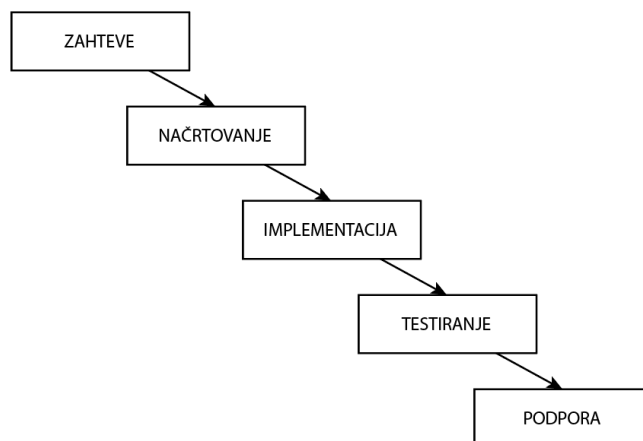 ZAHTEVE
NAČRTOVANJE
IMPLEMENTACIJA
TESTIRANJE
PODPORA